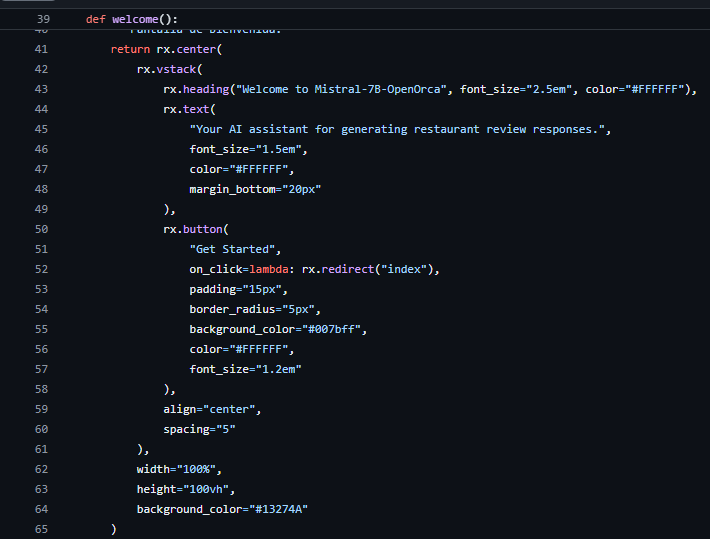 39 def welcome():
40 Pantalla de bienvenida.
41 return rx.center(
42 rx.vstack(
43 rx.heading("Welcome to Mistral-7B-OpenOrca", font_size="2.5em", color="#FFFFFF"),
44 rx.text(
45 "Your AI assistant for generating restaurant review responses.",
46 font_size="1.5em",
47 color="#FFFFFF",
48 margin_bottom="20px"
49 ),
50 rx.button(
51 "Get Started",
52 on_click=lambda: rx.redirect("index"),
53 padding="15px",
54 border_radius="5px",
55 background_color="#007bff",
56 color="#FFFFFF",
57 font_size="1.2em"
58 ),
59 align="center",
60 spacing="5"
61 ),
62 width="100%",
63 height="100vh",
64 background_color="#13274A"
65 )